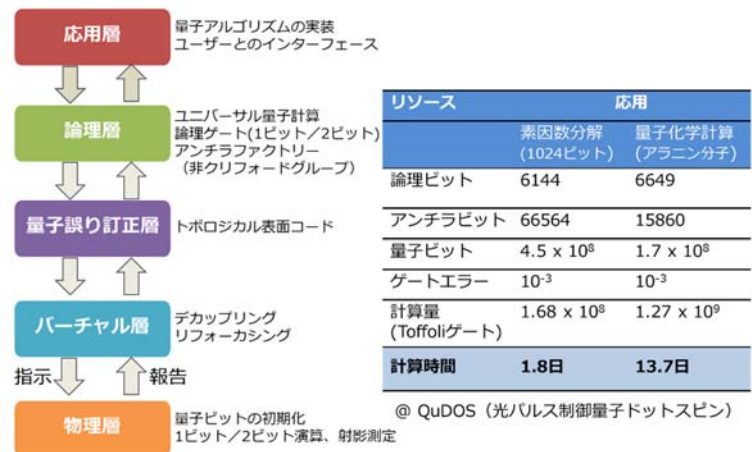 応用層
量子アルゴリズムの実装
ユーザーとのインターフェース
論理層
ユニバーサル量子計算
論理ゲート(1ビット／2ビット)
アンチラファクトリー
（非クリフォードグループ）
量子誤り訂正層
トポロジカル表面コード
バーチャル層
デカップリング
リフォーカシング
指示
報告
物理層
量子ビットの初期化
1ビット／2ビット演算、射影測定
リソース 応用
素因数分解 量子化学計算
(1024ビット) (アラニン分子)
論理ビット 6144 6649
アンチラビット 66564 15860
量子ビット 4.5 x 10⁸ 1.7 x 10⁸
ゲートエラー 10⁻³ 10⁻³
計算量 1.68 x 10⁸ 1.27 x 10⁹
(Toffoliゲート)
計算時間 1.8日 13.7日
@ QuDOS（光パルス制御量子ドットスピン）